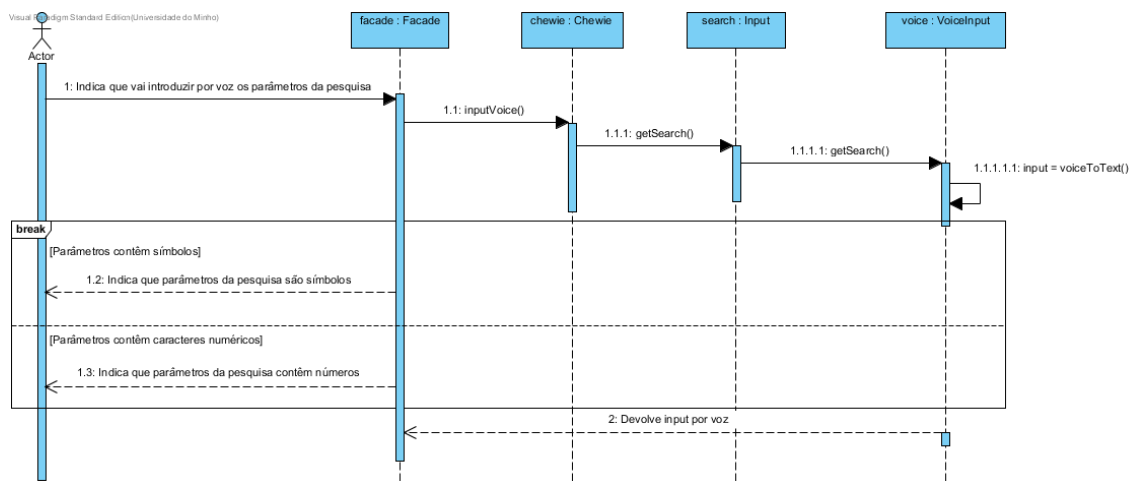 Visual Paradigm Standard Edition(Universidade do Minho)
facade : Facade
chewie : Chewie
search : Input
voice : VoiceInput
Actor
1: Indica que vai introduzir por voz os parâmetros da pesquisa
1.1: inputVoice()
1.1.1: getSearch()
1.1.1.1: getSearch()
1.1.1.1.1: input = voiceToText()
break
[Parâmetros contêm símbolos]
1.2: Indica que parâmetros da pesquisa são símbolos
[Parâmetros contêm caracteres numéricos]
1.3: Indica que parâmetros da pesquisa contêm números
2: Devolve input por voz